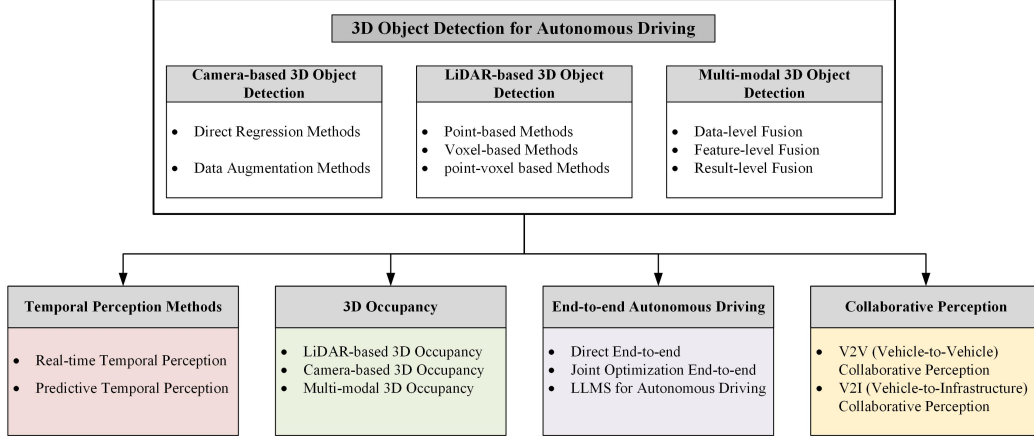 3D Object Detection for Autonomous Driving
Camera-based 3D Object
Detection
• Direct Regression Methods
• Data Augmentation Methods
LiDAR-based 3D Object
Detection
• Point-based Methods
• Voxel-based Methods
• point-voxel based Methods
Multi-modal 3D Object
Detection
• Data-level Fusion
• Feature-level Fusion
• Result-level Fusion
Temporal Perception Methods
• Real-time Temporal Perception
• Predictive Temporal Perception
3D Occupancy
• LiDAR-based 3D Occupancy
• Camera-based 3D Occupancy
• Multi-modal 3D Occupancy
End-to-end Autonomous Driving
• Direct End-to-end
• Joint Optimization End-to-end
• LLMS for Autonomous Driving
Collaborative Perception
• V2V (Vehicle-to-Vehicle)
Collaborative Perception
• V2I (Vehicle-to-Infrastructure)
Collaborative Perception